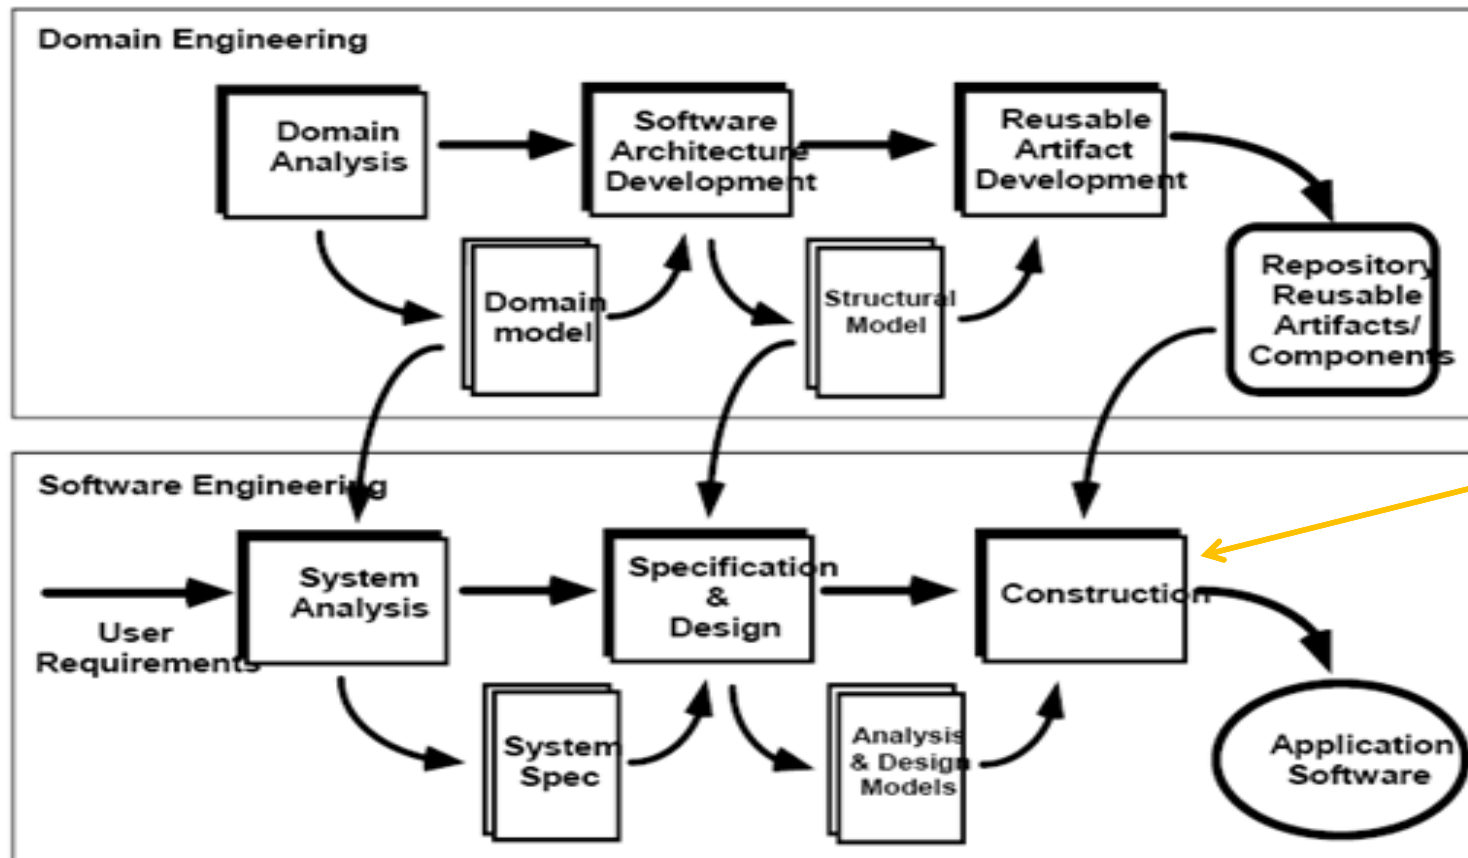 Domain Engineering
Domain
Analysis
Software
Architecture
Development
Reusable
Artifact
Development
Domain
model
Structural
Model
Repository
Reusable
Artifacts/
Components
Software Engineering
User
Requirements
System
Analysis
Specification
&
Design
Construction
System
Spec
Analysis
& Design
Models
Application
Software